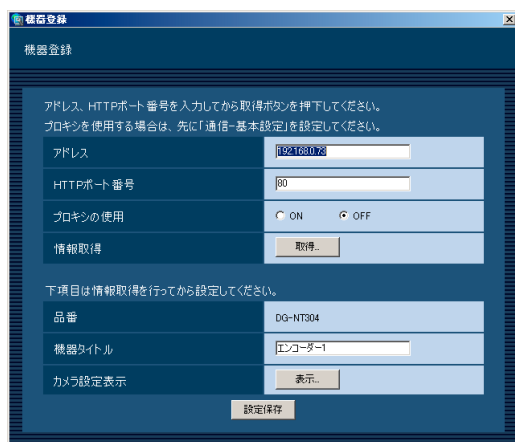 機器登録
機器登録
アドレス、HTTPポート番号を入力してから取得ボタンを押下してください。
プロキシを使用する場合は、先に「通信-基本設定」を設定してください。
アドレス 192.168.0.73
HTTPポート番号 80
プロキシの使用 ON OFF
情報取得 取得...
下項目は情報取得を行ってから設定してください。
品番 DG-NT304
機器タイトル エンコーダー1
カメラ設定表示 表示...
設定保存